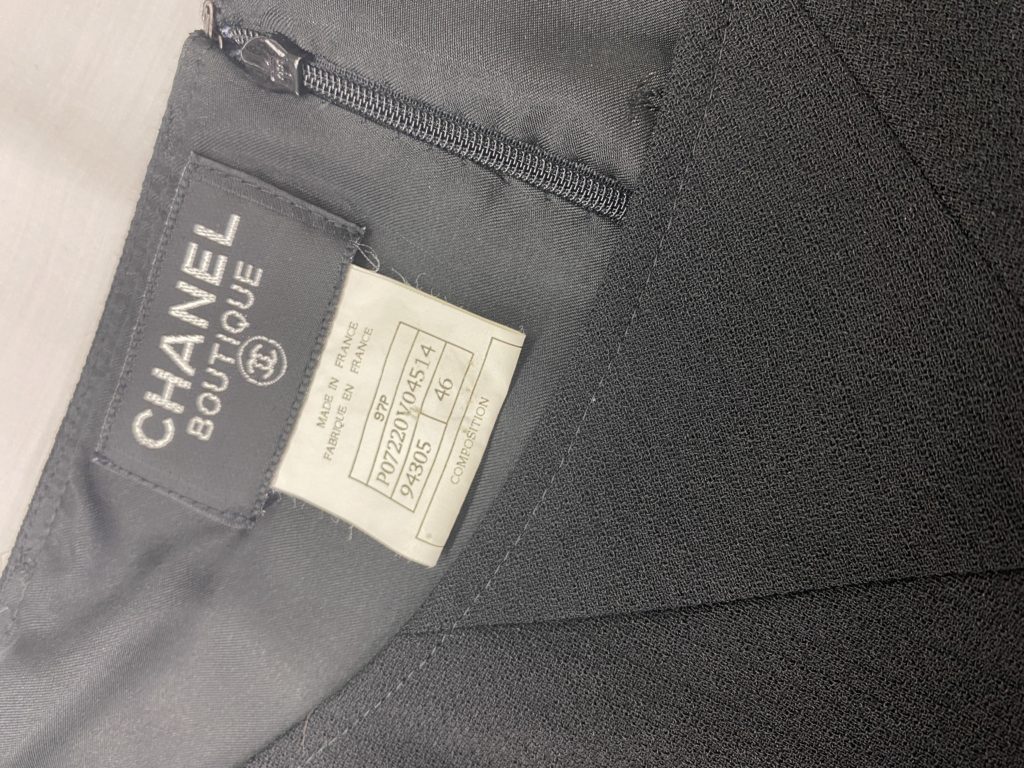 CHANEL
BOUTIQUE
MADE IN FRANCE
FABRIQUE EN FRANCE
97P
P07220V04514
94305 46
COMPOSITION